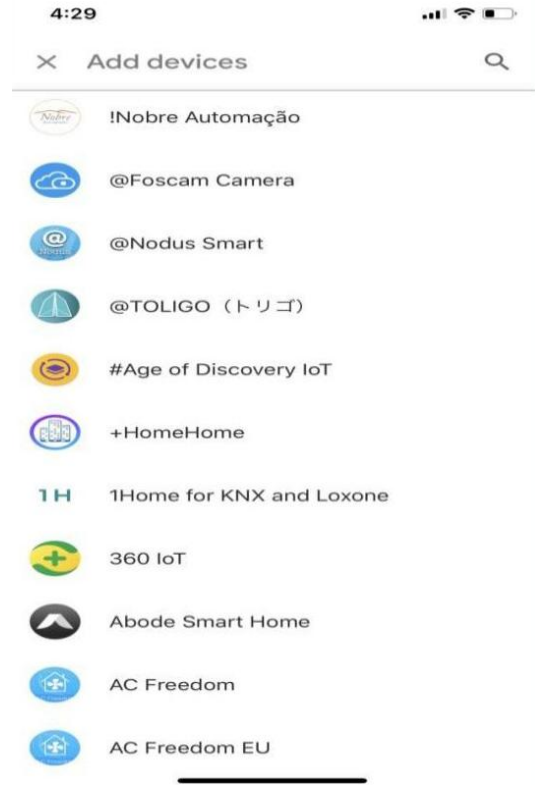 4:29
Add devices
Nobre
!Nobre Automação
@Foscam Camera
@
@Nodus Smart
@TOLIGO（トリゴ）
#Age of Discovery IoT
+HomeHome
1H
1Home for KNX and Loxone
360 IoT
Abode Smart Home
AC Freedom
AC Freedom EU